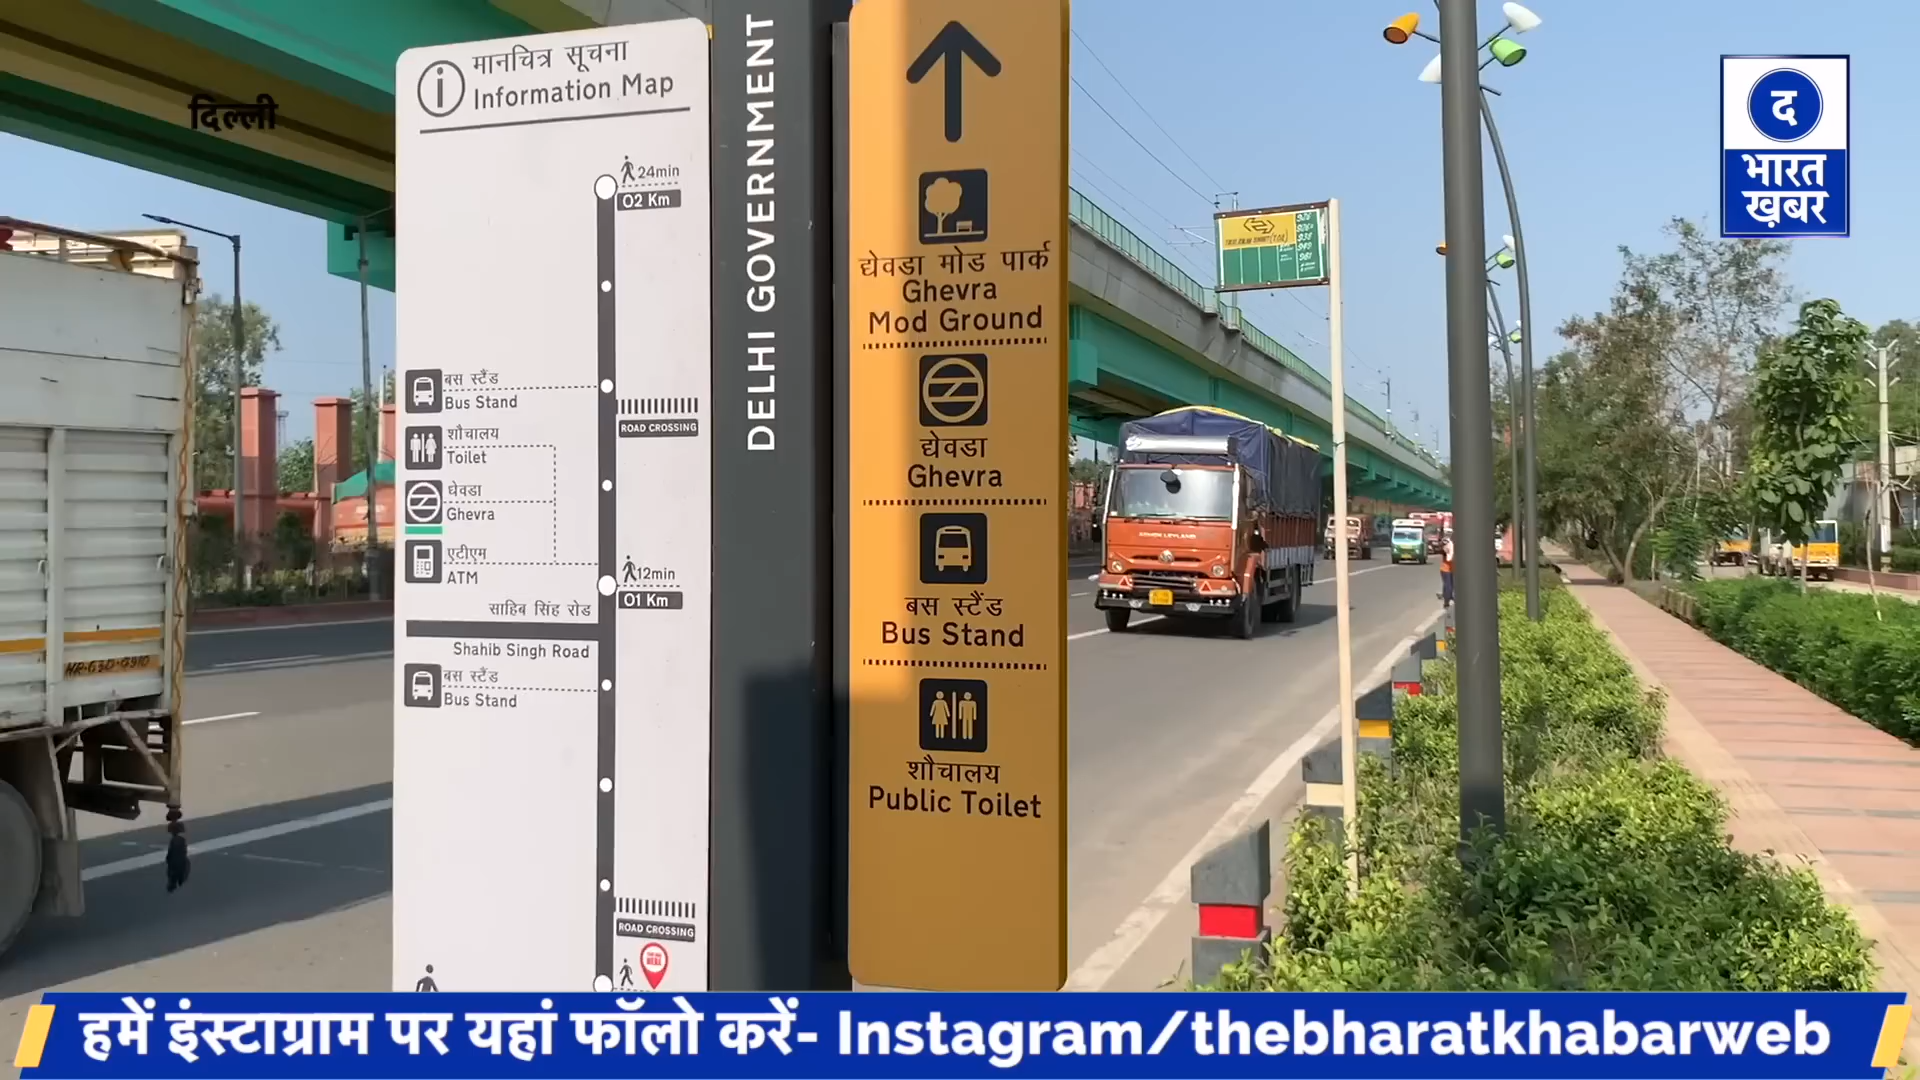 दिल्ली
मानचित्र सूचना
Information Map
24min
02 Km
बस स्टैंड
Bus Stand
ROAD CROSSING
शौचालय
Toilet
घेवडा
Ghevra
एटीएम
ATM
12min
01 Km
साहिब सिंह रोड
Shahib Singh Road
बस स्टैंड
Bus Stand
ROAD CROSSING
DELHI GOVERNMENT
द्येवडा मोड पार्क
Ghevra
Mod Ground
द्येवडा
Ghevra
बस स्टैंड
Bus Stand
शौचालय
Public Toilet
ASHOK LEYLAND
द
भारत
ख़बर
हमें इंस्टाग्राम पर यहां फॉलो करें- Instagram/thebharatkhabarweb